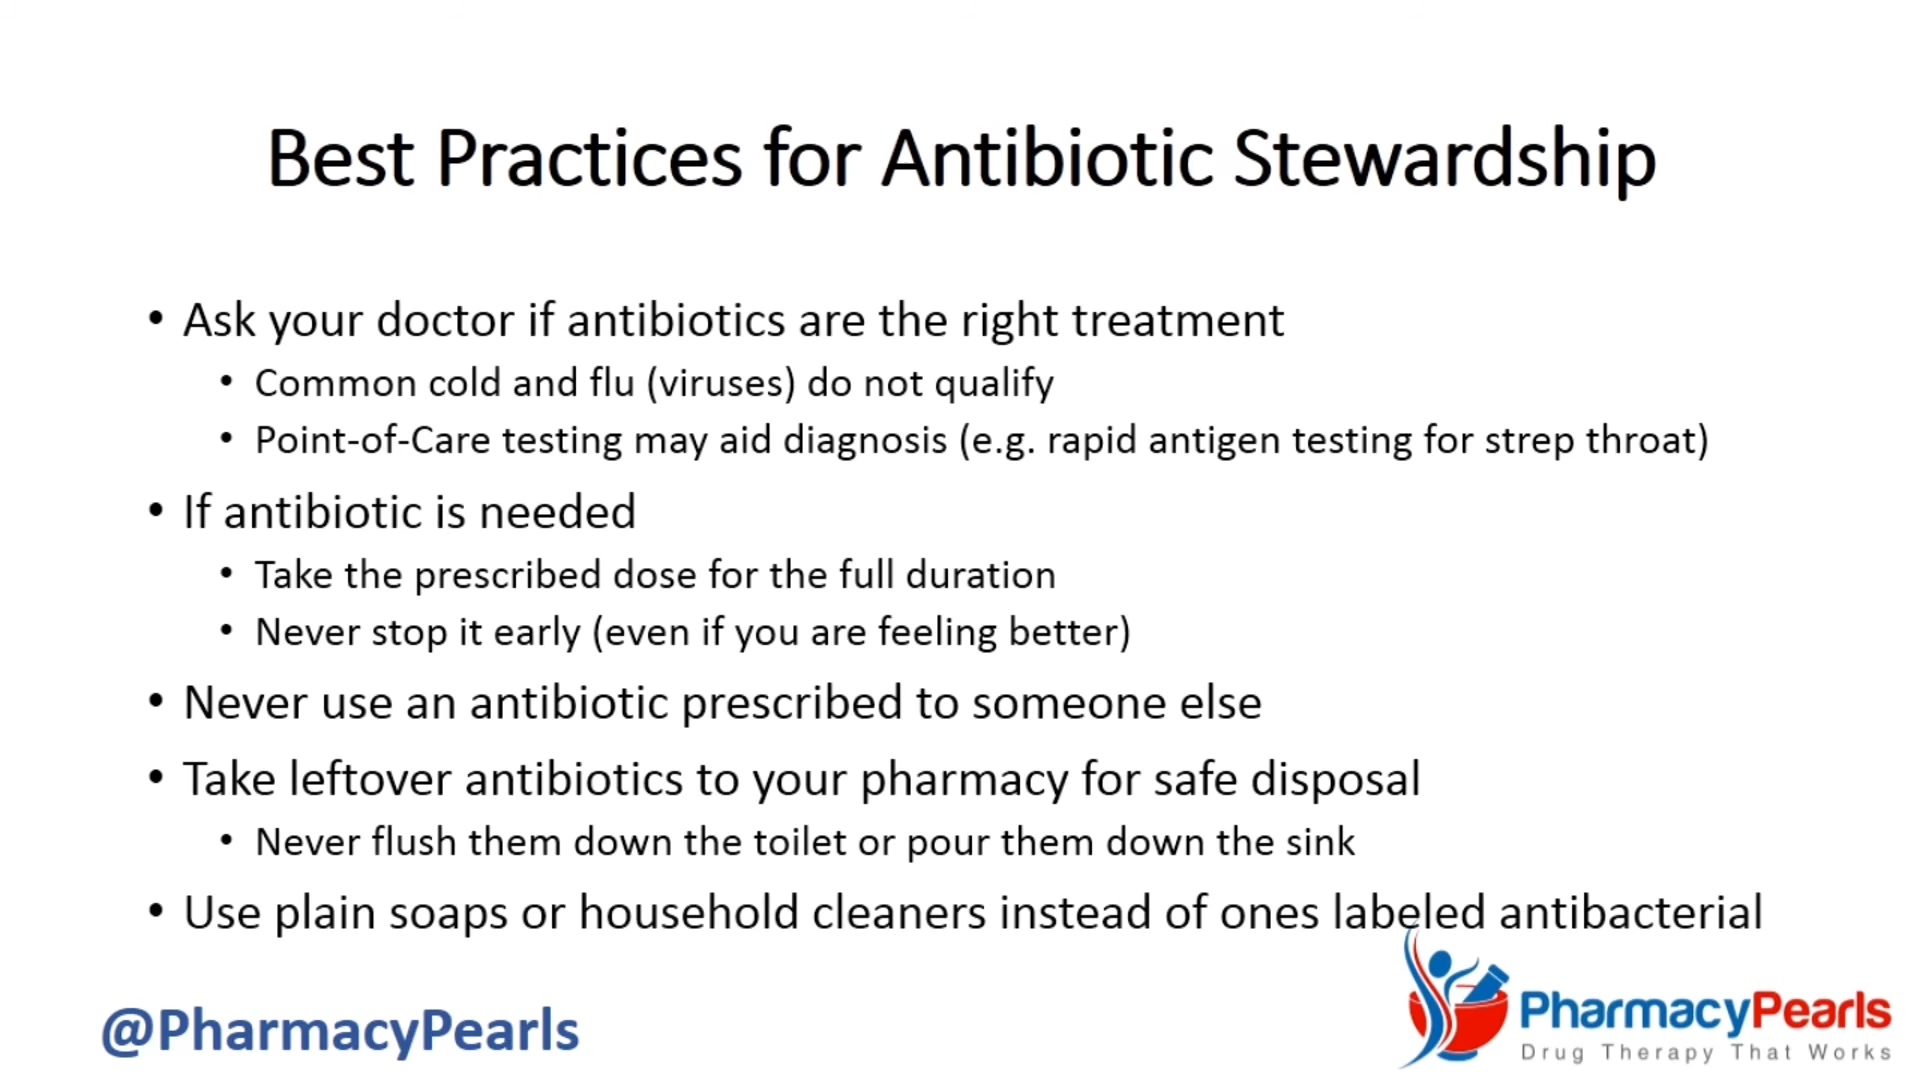 Best Practices for Antibiotic Stewardship
• Ask your doctor if antibiotics are the right treatment
• Common cold and flu (viruses) do not qualify
• Point-of-Care testing may aid diagnosis (e.g. rapid antigen testing for strep throat)
• If antibiotic is needed
• Take the prescribed dose for the full duration
• Never stop it early (even if you are feeling better)
• Never use an antibiotic prescribed to someone else
• Take leftover antibiotics to your pharmacy for safe disposal
• Never flush them down the toilet or pour them down the sink
• Use plain soaps or household cleaners instead of ones labeled antibacterial
@PharmacyPearls
PharmacyPearls
Drug Therapy That Works